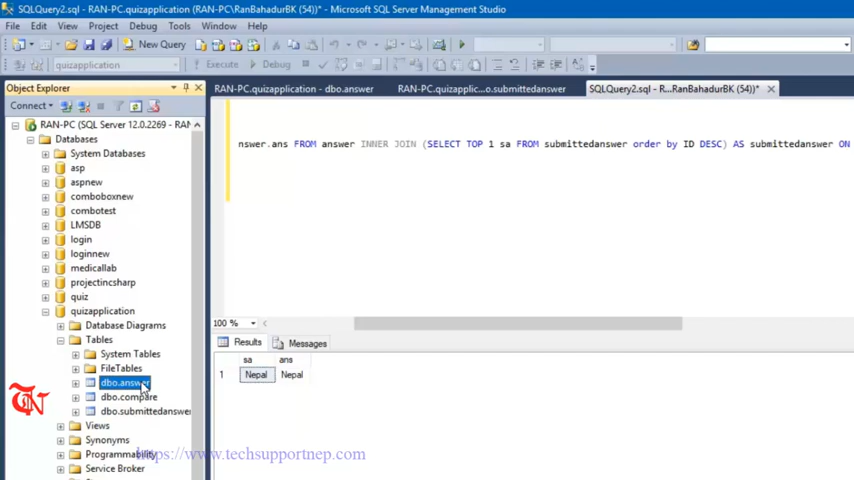 SQLQuery2.sql - RAN-PC.quizapplication (RAN-PC\RanBahadurBK (54))* - Microsoft SQL Server Management Studio
File Edit View Project Debug Tools Window Help
New Query
quizapplication Execute Debug
Object Explorer
RAN-PC.quizapplication - dbo.answer RAN-PC.quizapplic...o.submittedanswer SQLQuery2.sql - R...RanBahadurBK (54))*
Connect
RAN-PC (SQL Server 12.0.2269 - RAN
Databases
System Databases
asp
aspnew
comboboxnew
combotest
LMSDB
login
loginnew
medicallab
projectincsharp
quiz
quizapplication
Database Diagrams
Tables
System Tables
FileTables
dbo.answer
dbo.compare
dbo.submittedanswer
Views
Synonyms
Programmability
Service Broker
nswer.ans FROM answer INNER JOIN (SELECT TOP 1 sa FROM submittedanswer order by ID DESC) AS submittedanswer ON
100 %
Results Messages
sa ans
1 Nepal Nepal
TN
https://www.techsupportnep.com